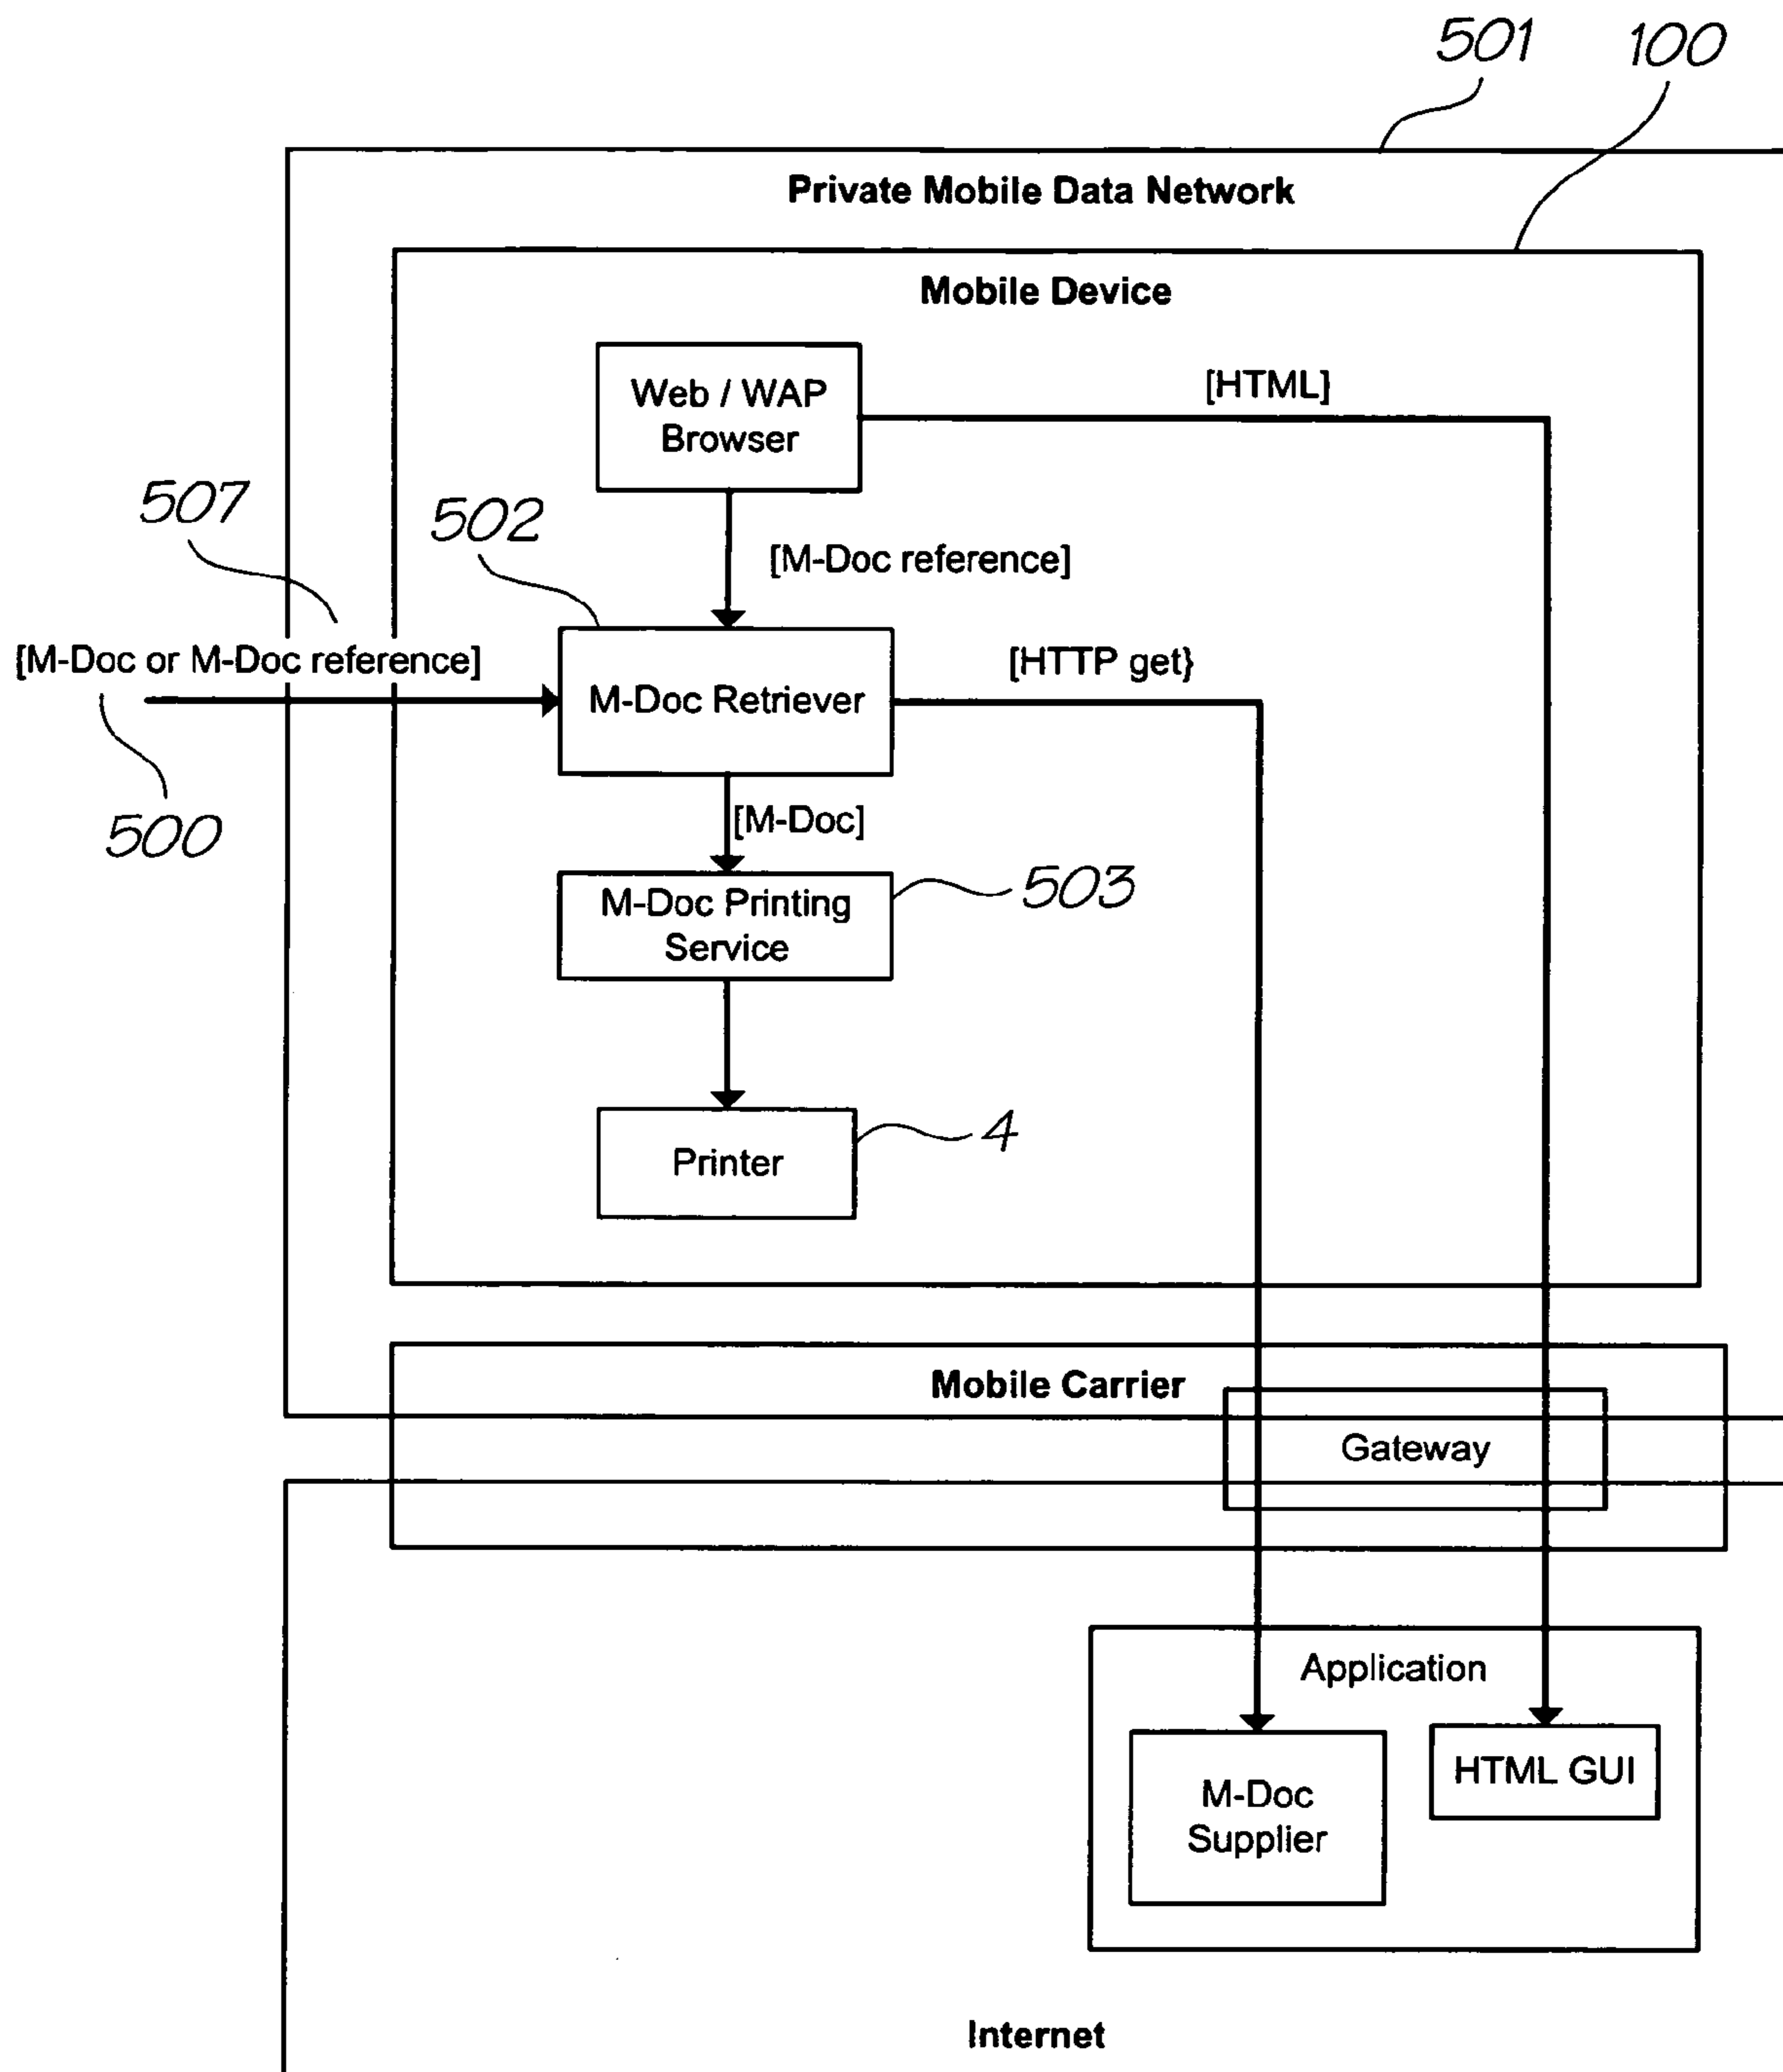 501
100
Private Mobile Data Network
Mobile Device
Web / WAP
Browser
[HTML]
507
502
[M-Doc reference]
[M-Doc or M-Doc reference]
M-Doc Retriever
[HTTP get}
500
[M-Doc]
M-Doc Printing
Service
503
Printer
4
Mobile Carrier
Gateway
Application
M-Doc
Supplier
HTML GUI
Internet